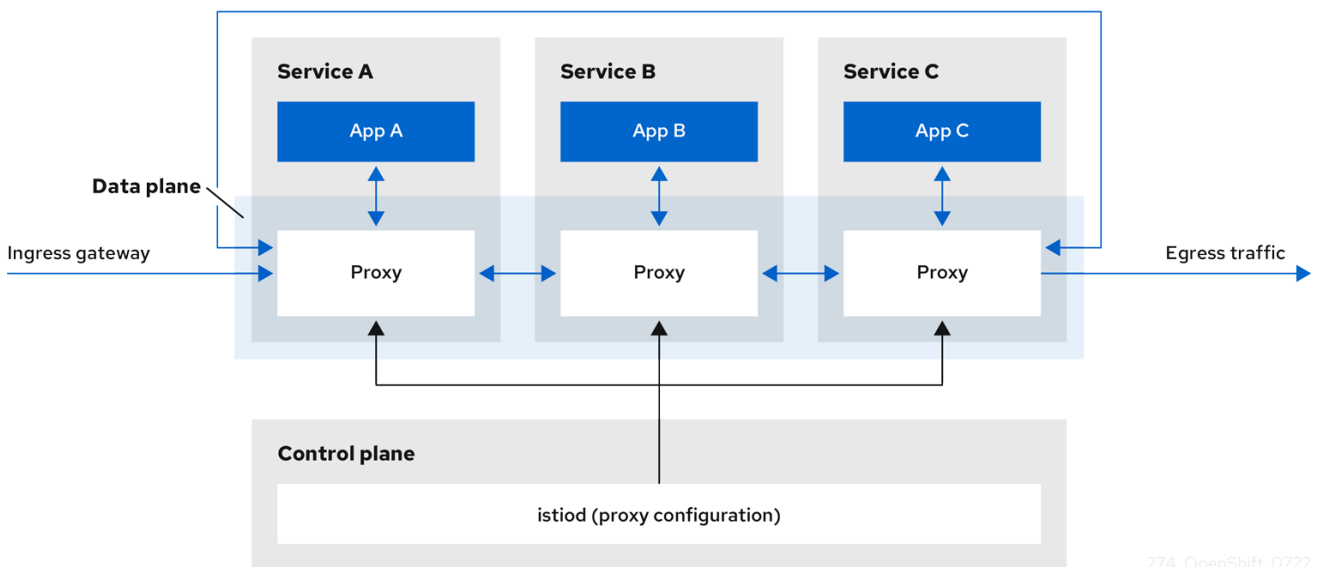 Service A
Service B
Service C
App A
App B
App C
Data plane
Ingress gateway
Egress traffic
Proxy
Proxy
Proxy
Control plane
istiod (proxy configuration)
274_OpenShift_0722